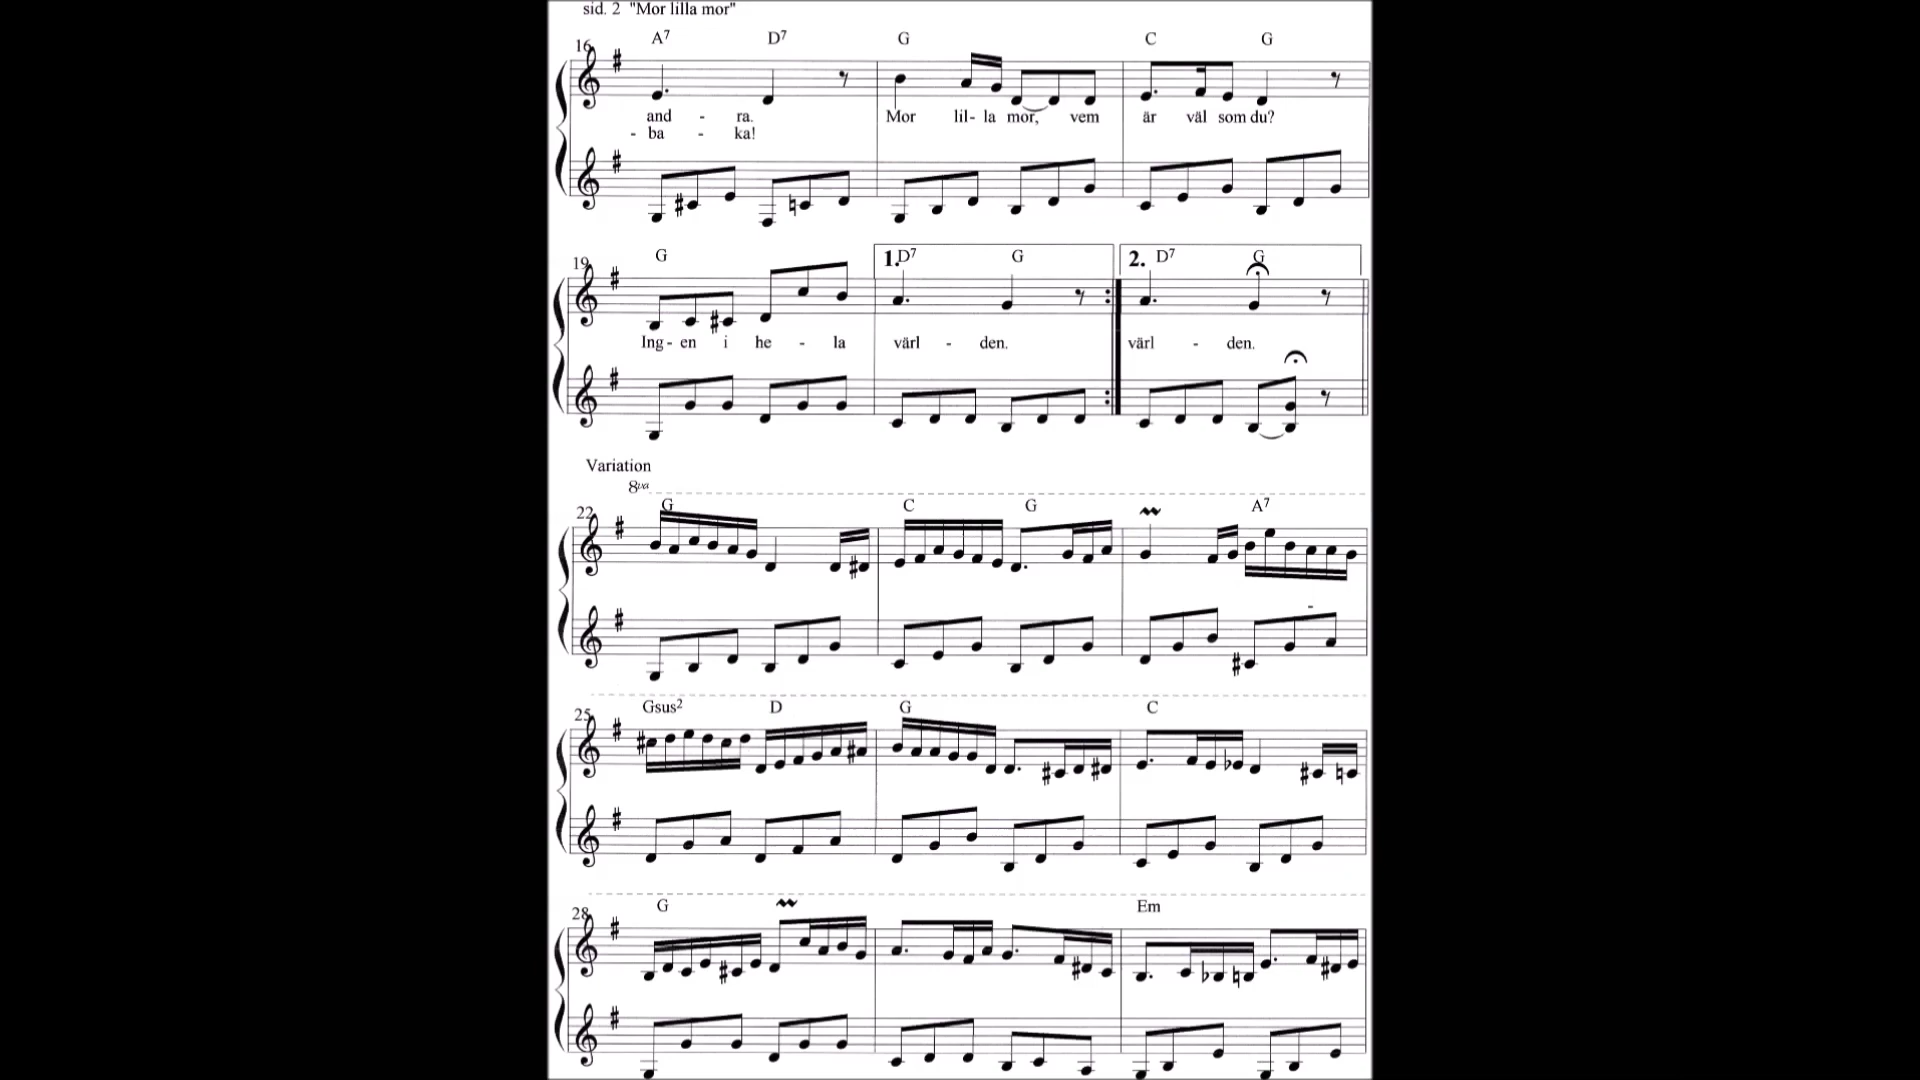 sid. 2 "Mor lilla mor"
16 A7 D7 G C G
and - ra. Mor lil- la mor, vem är väl som du?
- ba - ka!
19 G 1. D7 G 2. D7 G
Ing - en i he - la värl - den. värl - den.
Variation
8va
22 G C G A7
25 Gsus2 D G C
28 G Em